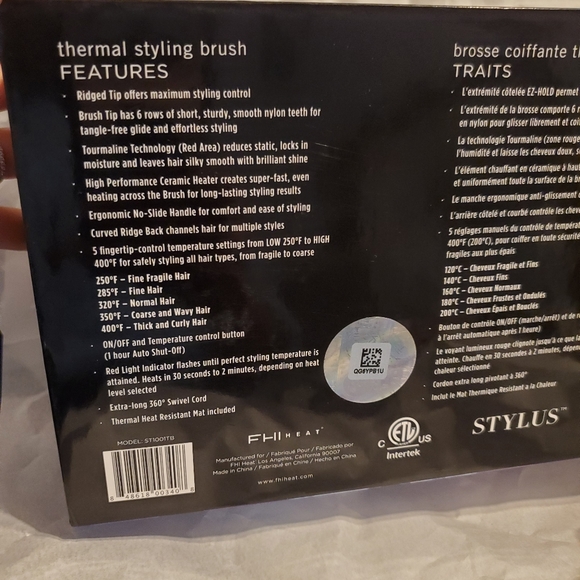 thermal styling brush
FEATURES
• Ridged Tip offers maximum styling control
• Brush Tip has 6 rows of short, sturdy, smooth nylon teeth for
tangle-free glide and effortless styling
• Tourmaline Technology (Red Area) reduces static, locks in
moisture and leaves hair silky smooth with brilliant shine
• High Performance Ceramic Heater creates super-fast, even
heating across the Brush for long-lasting styling results
• Ergonomic No-Slide Handle for comfort and ease of styling
• Curved Ridge Back channels hair for multiple styles
• 5 fingertip-control temperature settings from LOW 250°F to HIGH
400°F for safely styling all hair types, from fragile to coarse
250°F – Fine Fragile Hair
285°F – Fine Hair
320°F – Normal Hair
350°F – Coarse and Wavy Hair
400°F – Thick and Curly Hair
• ON/OFF and Temperature control button
(1 hour Auto Shut-Off)
• Red Light Indicator flashes until perfect styling temperature is
attained. Heats in 30 seconds to 2 minutes, depending on heat
level selected
• Extra-long 360° Swivel Cord
• Thermal Heat Resistant Mat included
MODEL: ST1001TB
8 48618 00340 8
FHI HEAT™
Manufactured for / Fabriqué Pour / Fabricado por
FHI Heat Los Angeles, California 90007
Made in China / Fabriqué en Chine / Hecho en China
www.fhiheat.com
QG8YPB1U
C ETL US
Intertek
brosse coiffante
TRAITS
• L'extrémité côtelée EZ-HOLD permet
• L'extrémité de la brosse comporte 6
en nylon pour glisser librement et
• La technologie Tourmaline (zone rouge
l'humidité et laisse les cheveux doux,
• L'élément chauffant en céramique à
et uniformément toute la surface de la
• Le manche ergonomique anti-glissement
• L'arrière côtelé et courbé contrôle les
• 5 réglages manuels du contrôle de
400°F (200°C), pour coiffer en toute sécurité
fragiles aux plus épais
120°C – Cheveux Fragile et Fins
140°C – Cheveux Fins
160°C – Cheveux Normaux
180°C – Cheveux Frustes et Ondulés
200°C – Cheveux Épais et Bouclés
• Bouton de contrôle ON/OFF (marche/arrêt) et de
à l'arrêt automatique après 1 heure)
• Le voyant lumineux rouge clignote jusqu'à ce que
atteinte. Chauffe en 30 secondes à 2 minutes,
chaleur sélectionné
• Cordon extra long pivotant à 360°
• Inclut le Mat Thermique Resistant a la Chaleur
STYLUS™